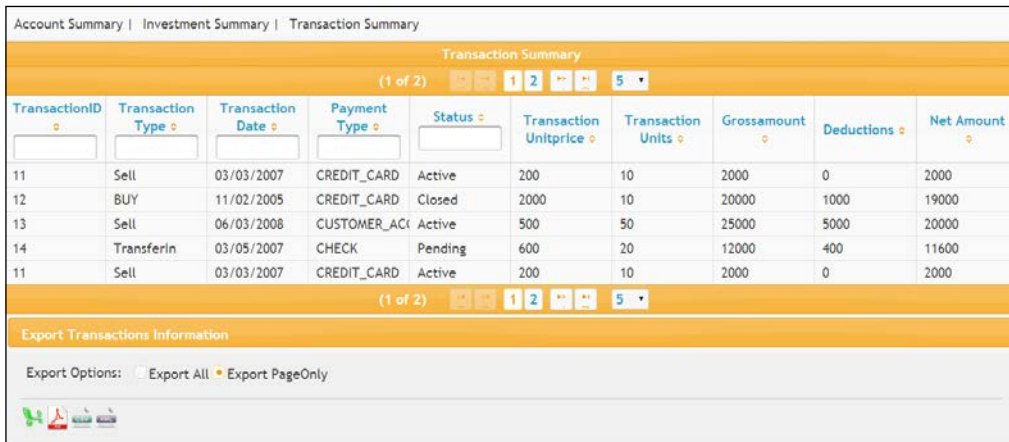 Account Summary | Investment Summary | Transaction Summary
Transaction Summary
(1 of 2) 1 2 5
TransactionID Transaction Type Transaction Date Payment Type Status Transaction Unitprice Transaction Units Grossamount Deductions Net Amount
11 Sell 03/03/2007 CREDIT_CARD Active 200 10 2000 0 2000
12 BUY 11/02/2005 CREDIT_CARD Closed 2000 10 20000 1000 19000
13 Sell 06/03/2008 CUSTOMER_AC Active 500 50 25000 5000 20000
14 TransferIn 03/05/2007 CHECK Pending 600 20 12000 400 11600
11 Sell 03/03/2007 CREDIT_CARD Active 200 10 2000 0 2000
(1 of 2) 1 2 5
Export Transactions Information
Export Options: Export All Export PageOnly